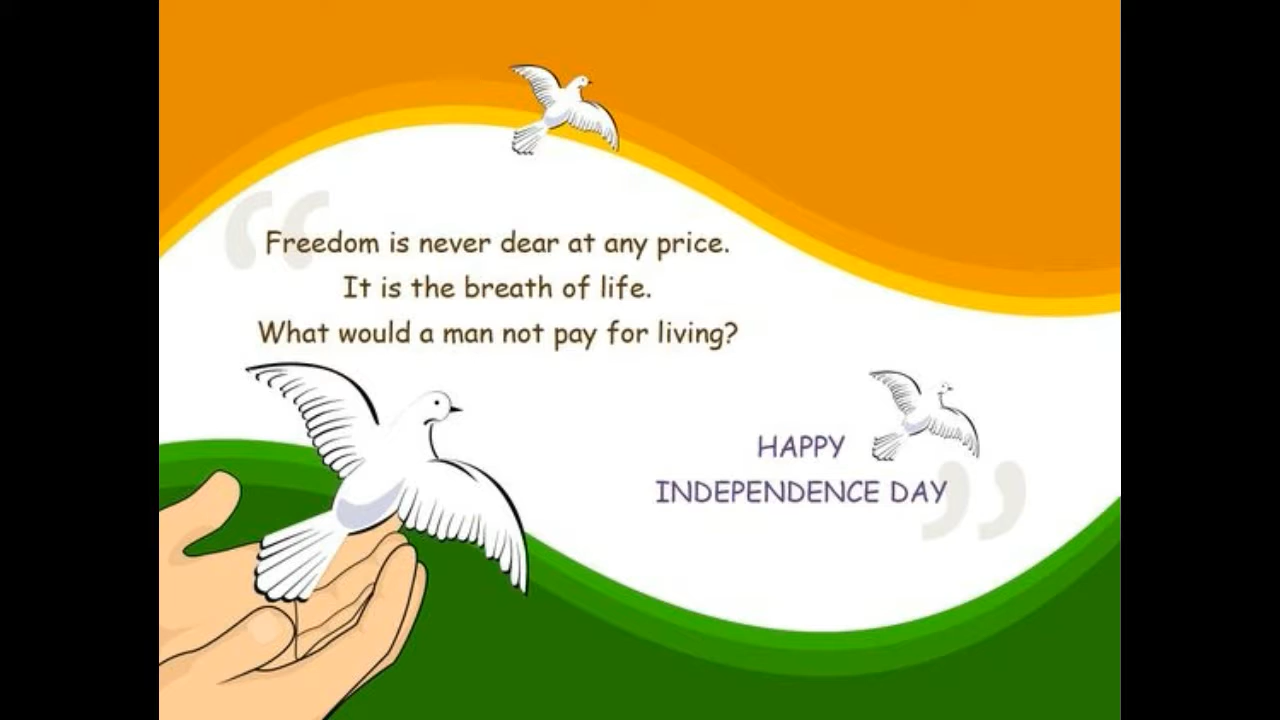 Freedom is never dear at any price.
It is the breath of life.
What would a man not pay for living?
HAPPY
INDEPENDENCE DAY